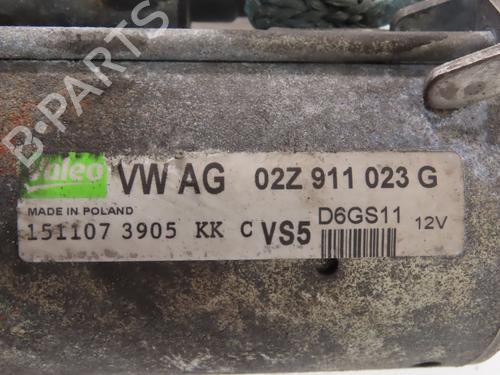 B-PARTS
Valeo VW AG 02Z 911 023 G
MADE IN POLAND
151107 3905 KK C VS5 D6GS11 12V